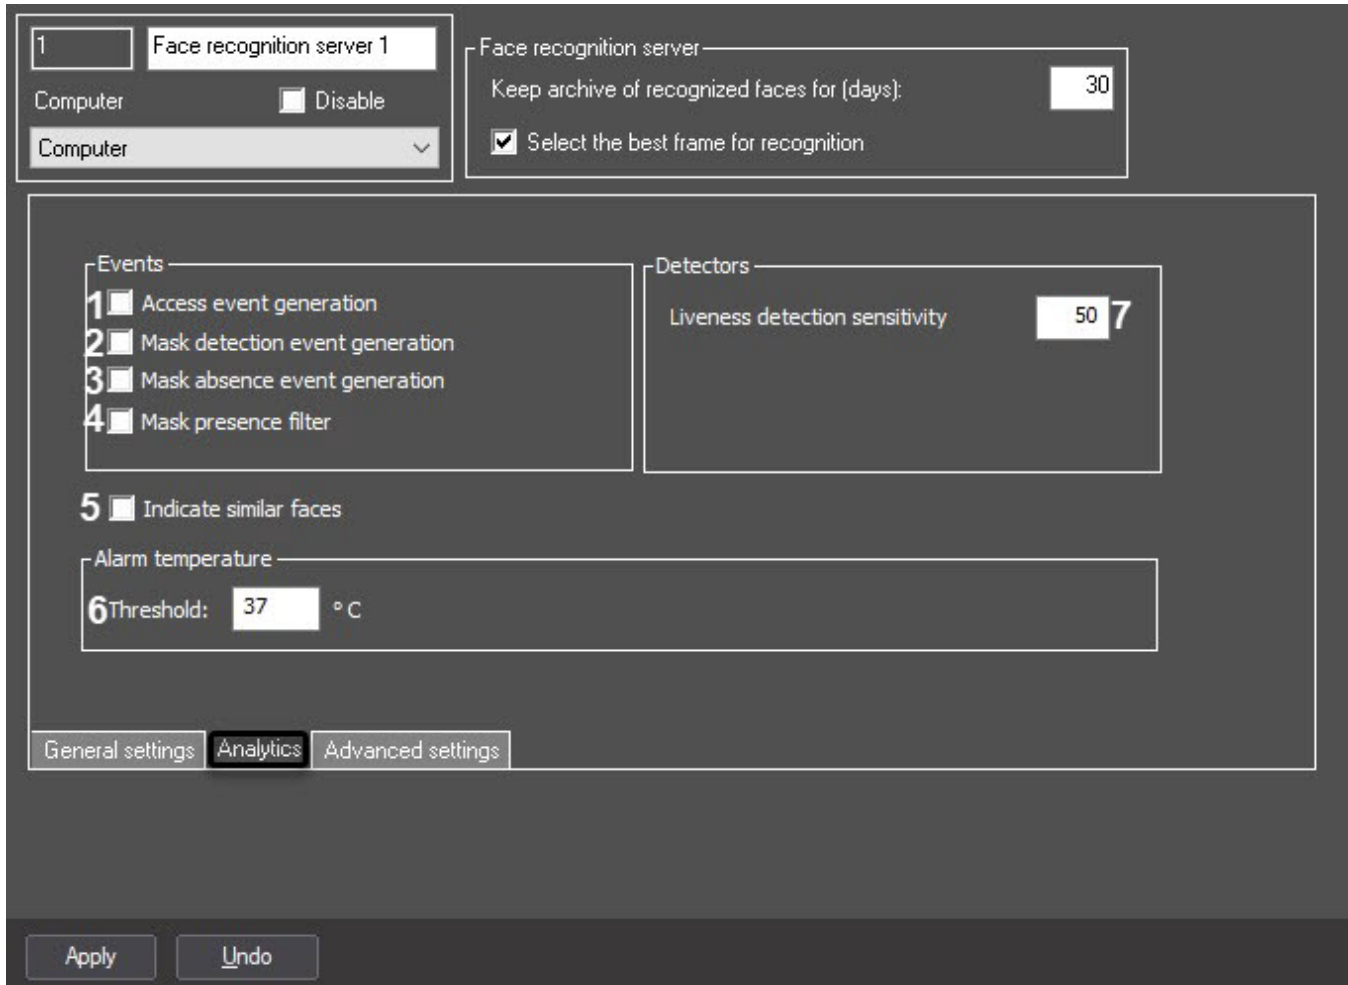 1
Face recognition server 1
Computer
Disable
Computer
Face recognition server
Keep archive of recognized faces for (days):
30
Select the best frame for recognition
Events
1 Access event generation
2 Mask detection event generation
3 Mask absence event generation
4 Mask presence filter
Detectors
Liveness detection sensitivity 50 7
5 Indicate similar faces
Alarm temperature
6 Threshold: 37 ° C
General settings Analytics Advanced settings
Apply Undo